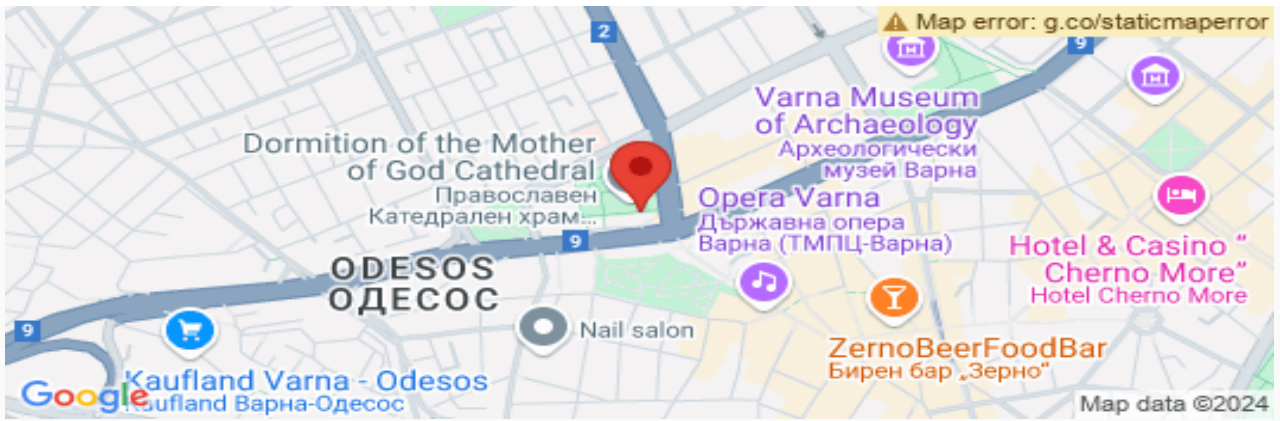 2
Map error: g.co/staticmaperror
9
Varna Museum
of Archaeology
Археологически
музей Варна
Dormition of the Mother
of God Cathedral
Православен
Катедрален храм...
Opera Varna
Държавна опера
Варна (ТМПЦ-Варна)
9
Hotel & Casino “
Cherno More”
Hotel Cherno More
ODESOS
ОДЕСОС
9
Nail salon
ZernoBeerFoodBar
Бирен бар „Зерно“
Kaufland Varna - Odesos
Kaufland Варна-Одесос
Google
Map data ©2024